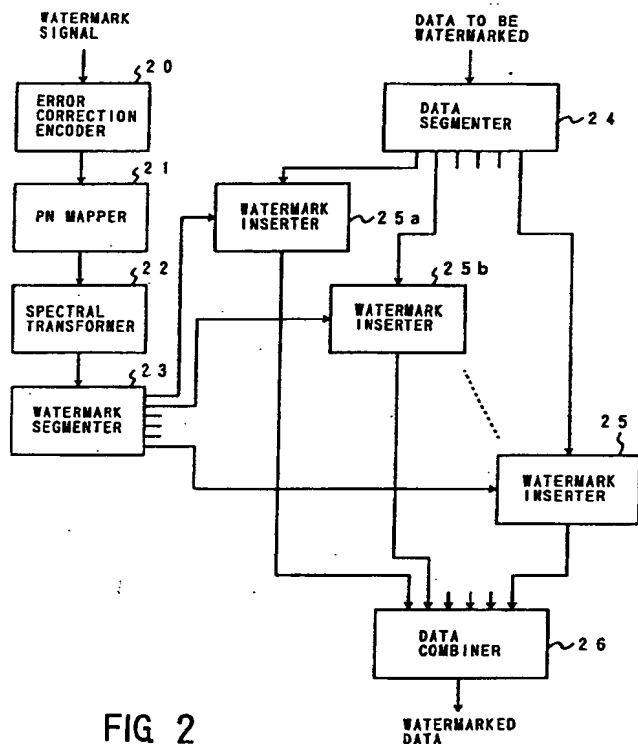 WATERMARK
SIGNAL
DATA TO BE
WATERMARKED
20
ERROR
CORRECTION
ENCODER
DATA
SEGMENTER
24
21
PN MAPPER
WATERMARK
INSERTER
25a
22
SPECTRAL
TRANSFORMER
25b
WATERMARK
INSERTER
23
WATERMARK
SEGMENTER
25
WATERMARK
INSERTER
DATA
COMBINER
26
FIG 2
WATERMARKED
DATA